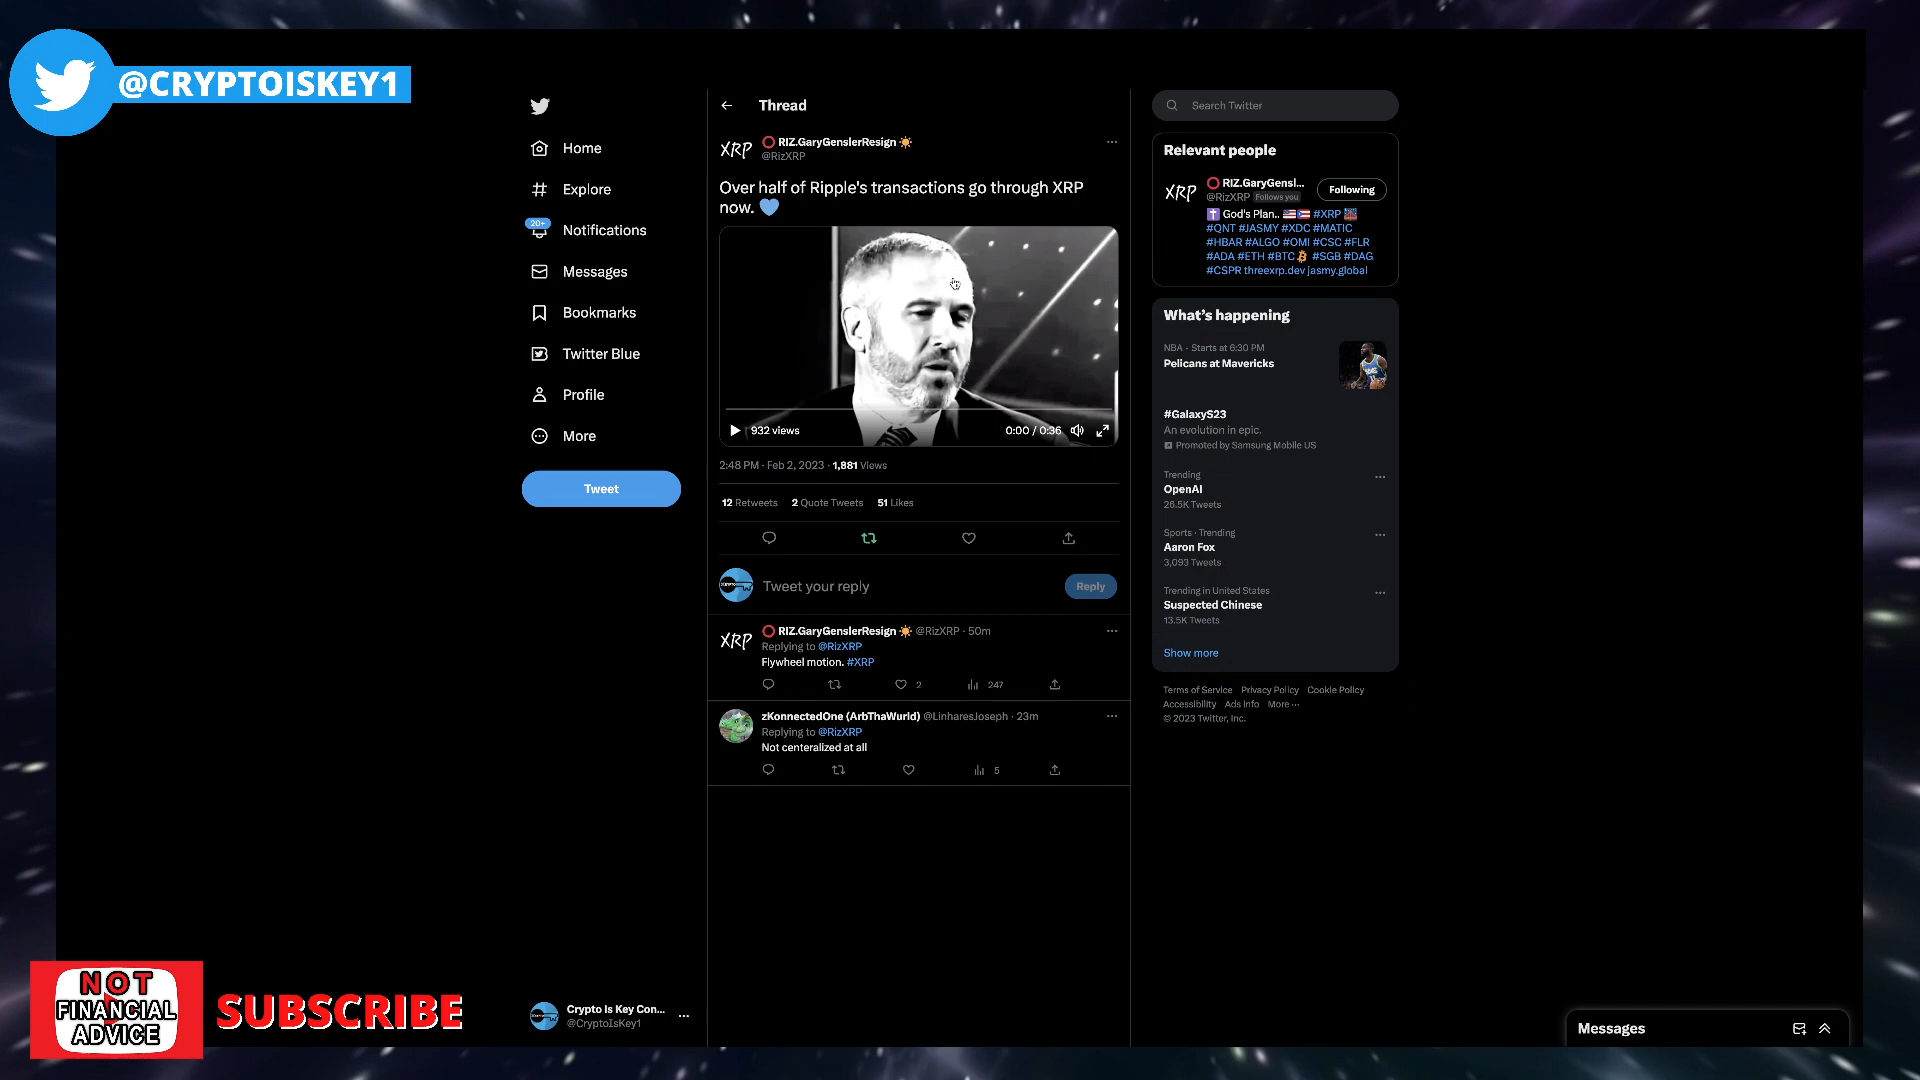 @CRYPTOISKEY1
Home
Explore
20+
Notifications
Messages
Bookmarks
Twitter Blue
Profile
More
Tweet
Crypto Is Key Con...
@CryptoIsKey1
NOT
FINANCIAL
ADVICE
SUBSCRIBE
Thread
XRP
RIZ.GaryGenslerResign
@RizXRP
Over half of Ripple's transactions go through XRP
now.
932 views
0:00 / 0:36
2:48 PM · Feb 2, 2023 · 1,881 Views
12 Retweets 2 Quote Tweets 51 Likes
Tweet your reply
Reply
XRP
RIZ.GaryGenslerResign @RizXRP · 50m
Replying to @RizXRP
Flywheel motion. #XRP
2 247
zKonnectedOne (ArbThaWurld) @LinharesJoseph · 23m
Replying to @RizXRP
Not centeralized at all
5
Search Twitter
Relevant people
XRP
RIZ.GaryGensl...
@RizXRP Follows you
Following
God's Plan.. #XRP
#QNT #JASMY #XDC #MATIC
#HBAR #ALGO #OMI #CSC #FLR
#ADA #ETH #BTC #SGB #DAG
#CSPR threexrp.dev jasmy.global
What's happening
NBA · Starts at 6:30 PM
Pelicans at Mavericks
#GalaxyS23
An evolution in epic.
Promoted by Samsung Mobile US
Trending
OpenAI
26.5K Tweets
Sports · Trending
Aaron Fox
3,093 Tweets
Trending in United States
Suspected Chinese
13.5K Tweets
Show more
Terms of Service Privacy Policy Cookie Policy
Accessibility Ads Info More ···
© 2023 Twitter, Inc.
Messages